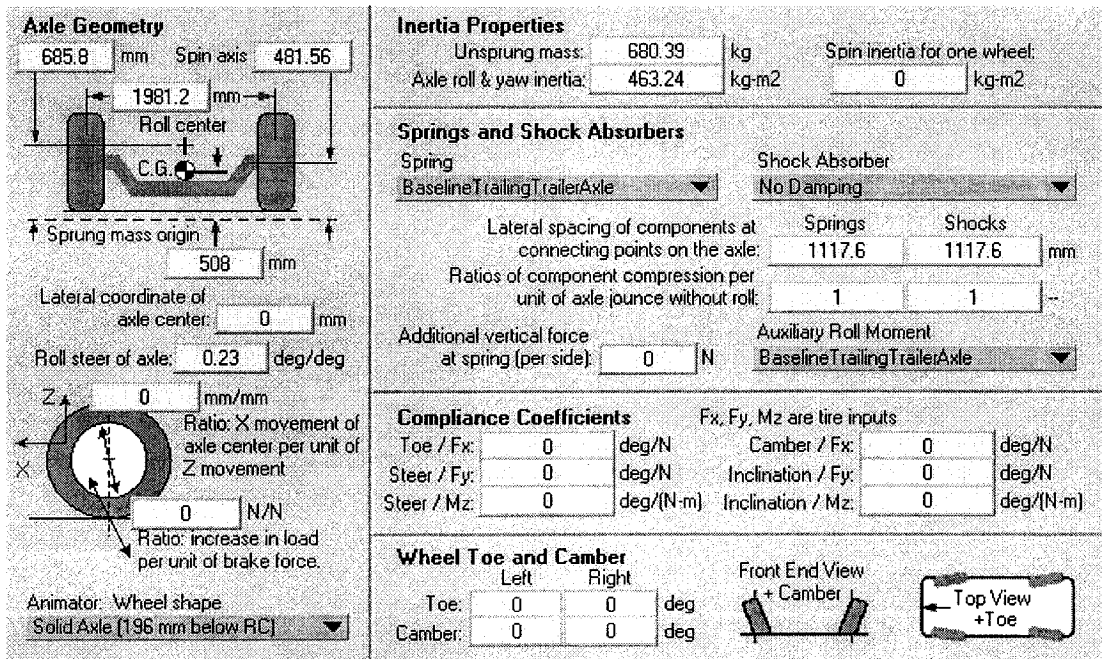 Axle Geometry
685.8 mm Spin axis 481.56
1981.2 mm
Roll center
C.G.
Sprung mass origin
508 mm
Lateral coordinate of
axle center: 0 mm
Roll steer of axle: 0.23 deg/deg
Z 0 mm/mm
Ratio: X movement of
axle center per unit of
Z movement
X
0 N/N
Ratio: increase in load
per unit of brake force.
Animator: Wheel shape
Solid Axle (196 mm below RC)
Inertia Properties
Unsprung mass: 680.39 kg Spin inertia for one wheel:
Axle roll & yaw inertia: 463.24 kg-m2 0 kg-m2
Springs and Shock Absorbers
Spring Shock Absorber
BaselineTrailingTrailerAxle No Damping
Lateral spacing of components at Springs Shocks
connecting points on the axle: 1117.6 1117.6 mm
Ratios of component compression per
unit of axle jounce without roll: 1 1 --
Additional vertical force Auxiliary Roll Moment
at spring (per side): 0 N BaselineTrailingTrailerAxle
Compliance Coefficients Fx, Fy, Mz are tire inputs
Toe / Fx: 0 deg/N Camber / Fx: 0 deg/N
Steer / Fy: 0 deg/N Inclination / Fy: 0 deg/N
Steer / Mz: 0 deg/(N-m) Inclination / Mz: 0 deg/(N-m)
Wheel Toe and Camber
Left Right Front End View
Toe: 0 0 deg + Camber
Camber: 0 0 deg
Top View
+Toe